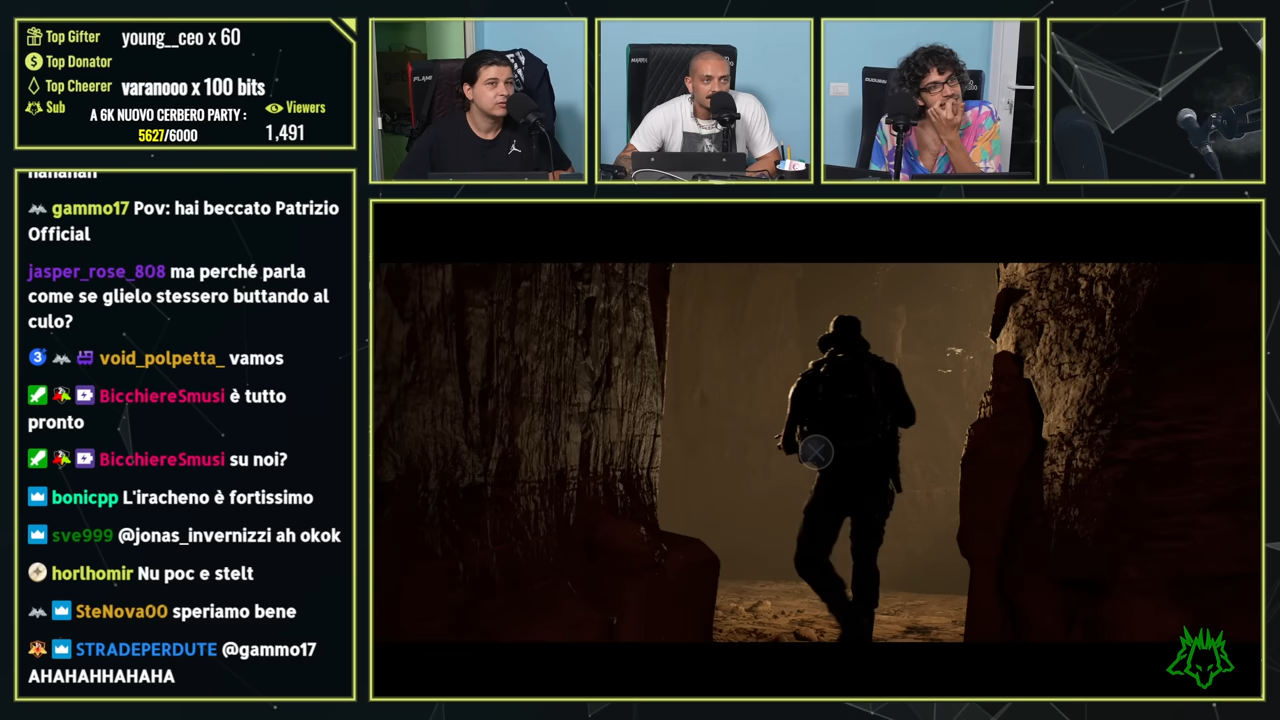 Top Gifter young__ceo x 60
Top Donator
Top Cheerer varanooo x 100 bits
Sub A 6K NUOVO CERBERO PARTY :
5627/6000
Viewers
1,491
hahahah
gammo17 Pov: hai beccato Patrizio
Official
jasper_rose_808 ma perché parla
come se glielo stessero buttando al
culo?
3 void_polpetta_ vamos
BicchiereSmusi è tutto
pronto
BicchiereSmusi su noi?
bonicpp L'iracheno è fortissimo
sve999 @jonas_invernizzi ah okok
horlhomir Nu poc e stelt
SteNova00 speriamo bene
STRADEPERDUTE @gammo17
AHAHAHHAHAHA